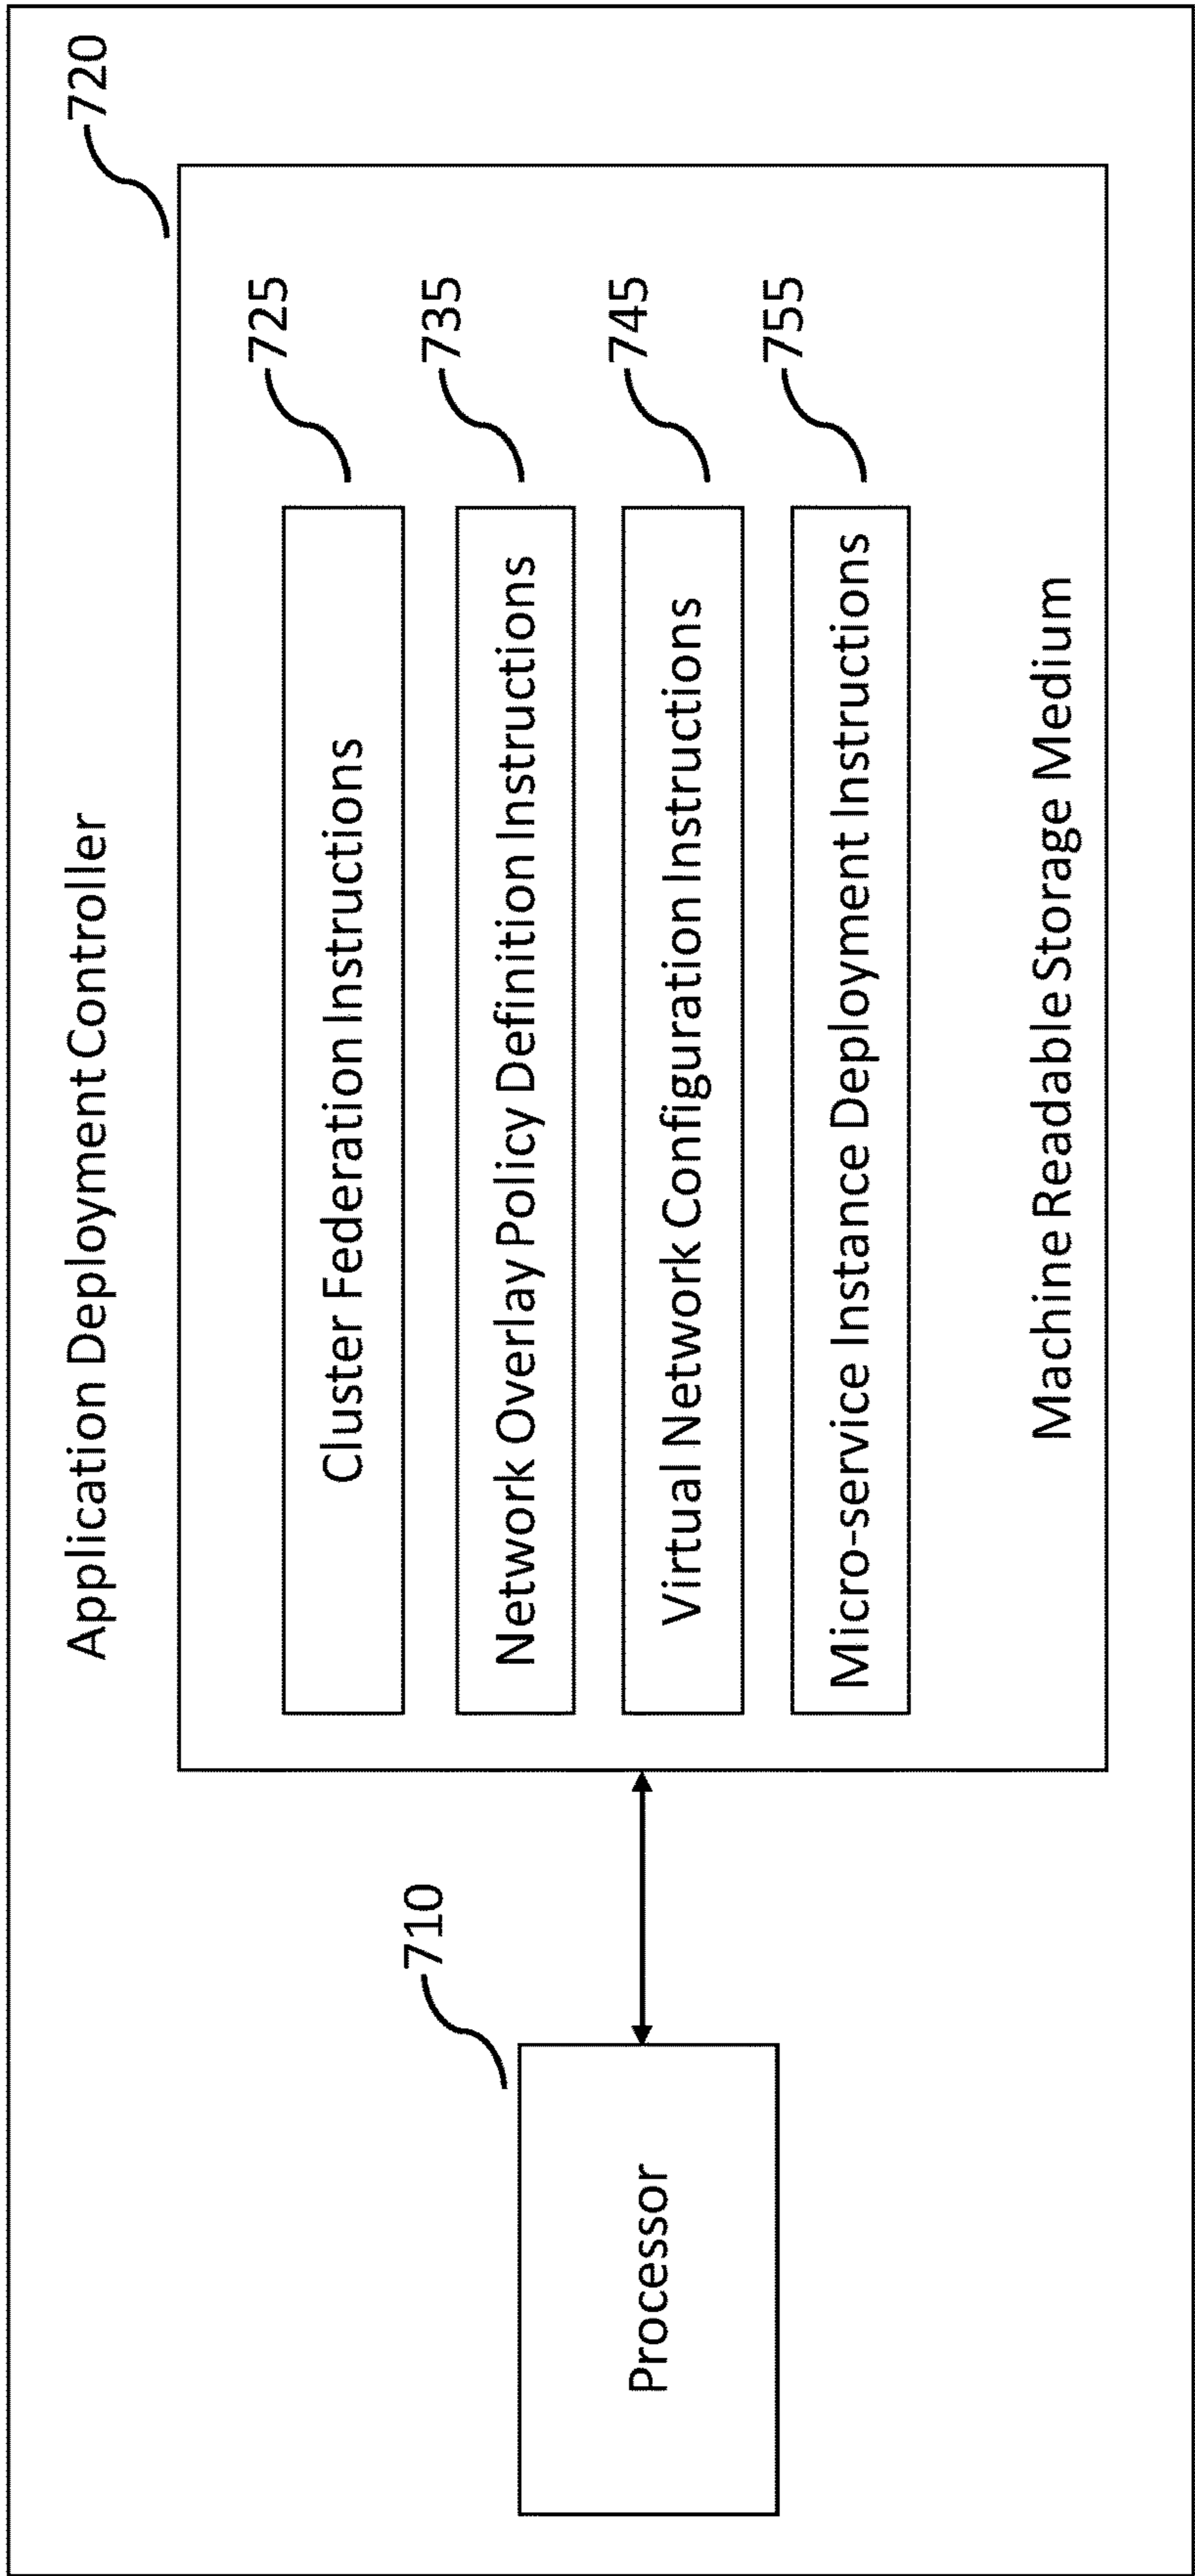 Application Deployment Controller
720
Cluster Federation Instructions
725
Network Overlay Policy Definition Instructions
735
Virtual Network Configuration Instructions
745
Micro-service Instance Deployment Instructions
755
Machine Readable Storage Medium
710
Processor